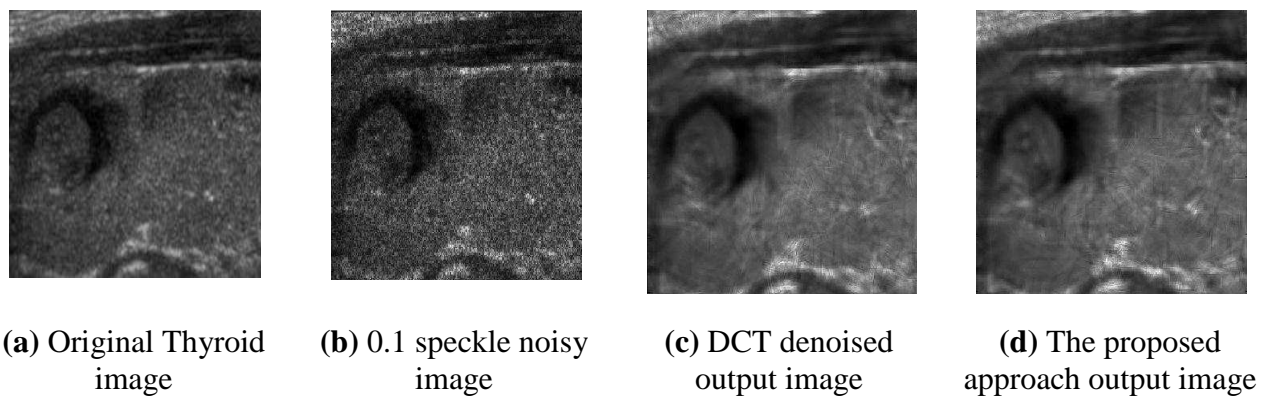 (a) Original Thyroid
image
(b) 0.1 speckle noisy
image
(c) DCT denoised
output image
(d) The proposed
approach output image